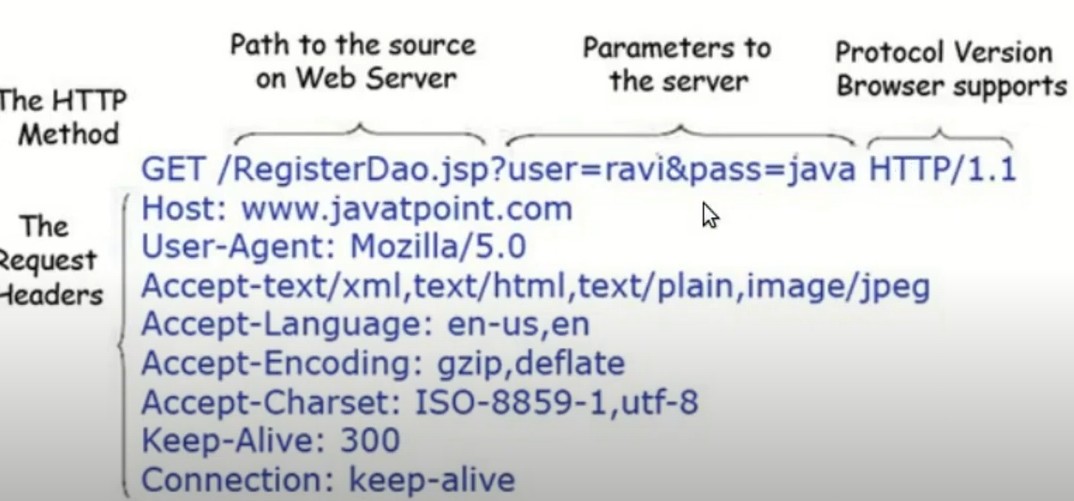 Path to the source
on Web Server
Parameters to
the server
Protocol Version
Browser supports
The HTTP
Method
GET /RegisterDao.jsp?user=ravi&pass=java HTTP/1.1
The
Request
Headers
Host: www.javatpoint.com
User-Agent: Mozilla/5.0
Accept-text/xml,text/html,text/plain,image/jpeg
Accept-Language: en-us,en
Accept-Encoding: gzip,deflate
Accept-Charset: ISO-8859-1,utf-8
Keep-Alive: 300
Connection: keep-alive